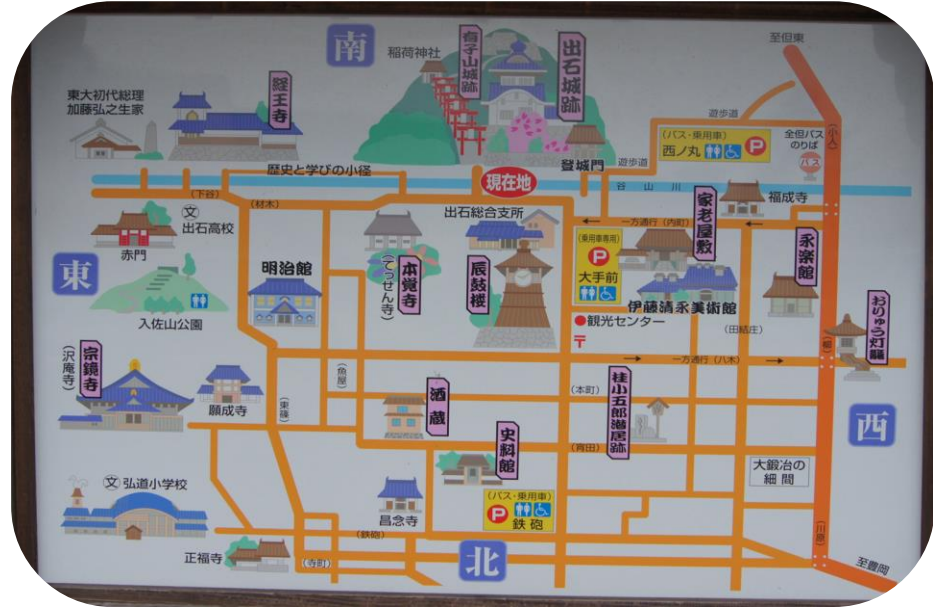 南
稲荷神社
有子山城跡
出石城跡
至但東
東大初代総理
加藤弘之生家
経王寺
遊歩道
(バス・乗用車)
西ノ丸
P
全但バス
のりば
バス
(小人)
登城門
遊歩道
歴史と学びの小径
現在地
谷山川
(下谷)
(材木)
文
出石高校
赤門
出石総合支所
家老屋敷
福成寺
一方通行(内町)
(乗用車専用)
P
大手前
永楽館
東
明治館
本覚寺
(てっせん寺)
辰鼓楼
入佐山公園
伊藤清永美術館
おりゅう灯籠
観光センター
〒
(田結庄)
(柳)
宗鏡寺
(沢庵寺)
一方通行(八木)
(魚屋)
願成寺
(東條)
酒蔵
(本町)
桂小五郎潜居跡
西
史料館
(宵田)
大鍛冶の
細間
文
弘道小学校
昌念寺
(バス・乗用車)
P
鉄砲
(鉄砲)
(川原)
正福寺
(寺町)
北
至豊岡